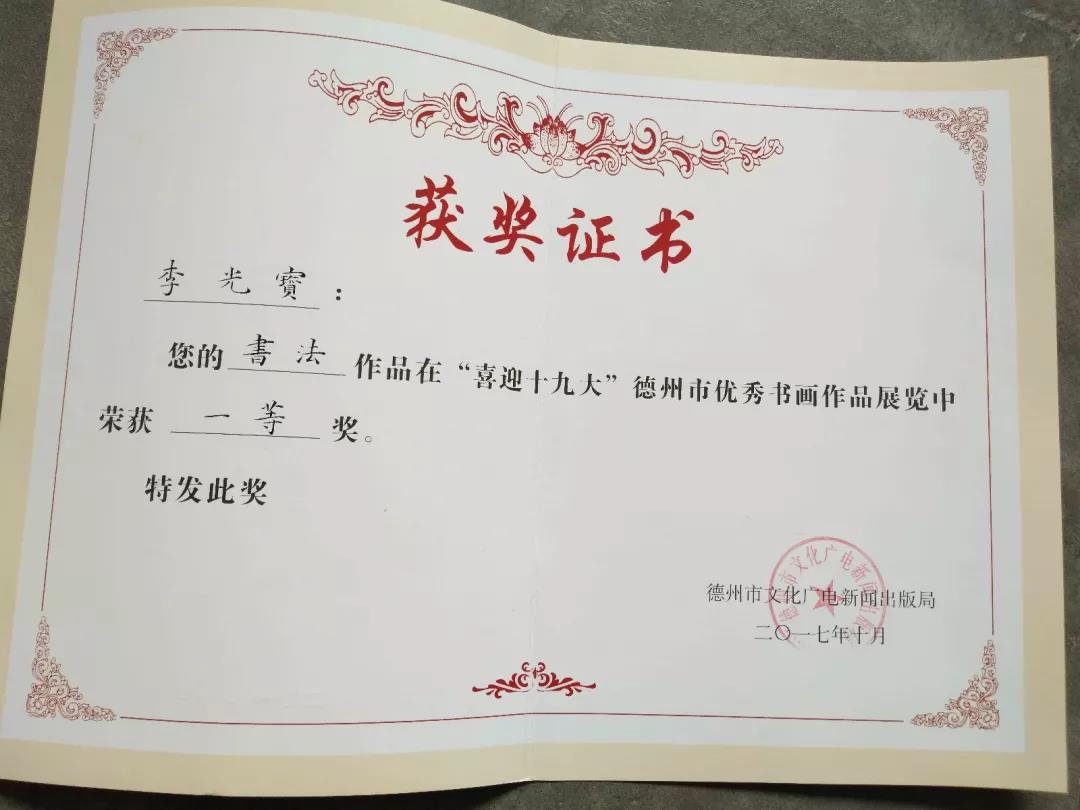 获奖证书
李光寳：
您的書法作品在“喜迎十九大”德州市优秀书画作品展览中
荣获 一等 奖。
特发此奖
德州市文化广电新闻出版局
二〇一七年十月